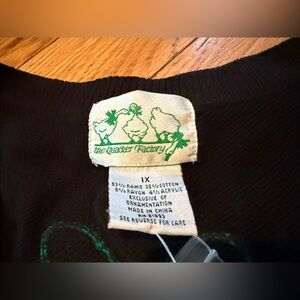 The Quacker Factory
1X
53% RAMIE 35% COTTON
8% RAYON 4% ACRYLIC
EXCLUSIVE OF
ORNAMENTATION
MADE IN CHINA
SEE REVERSE FOR CARE